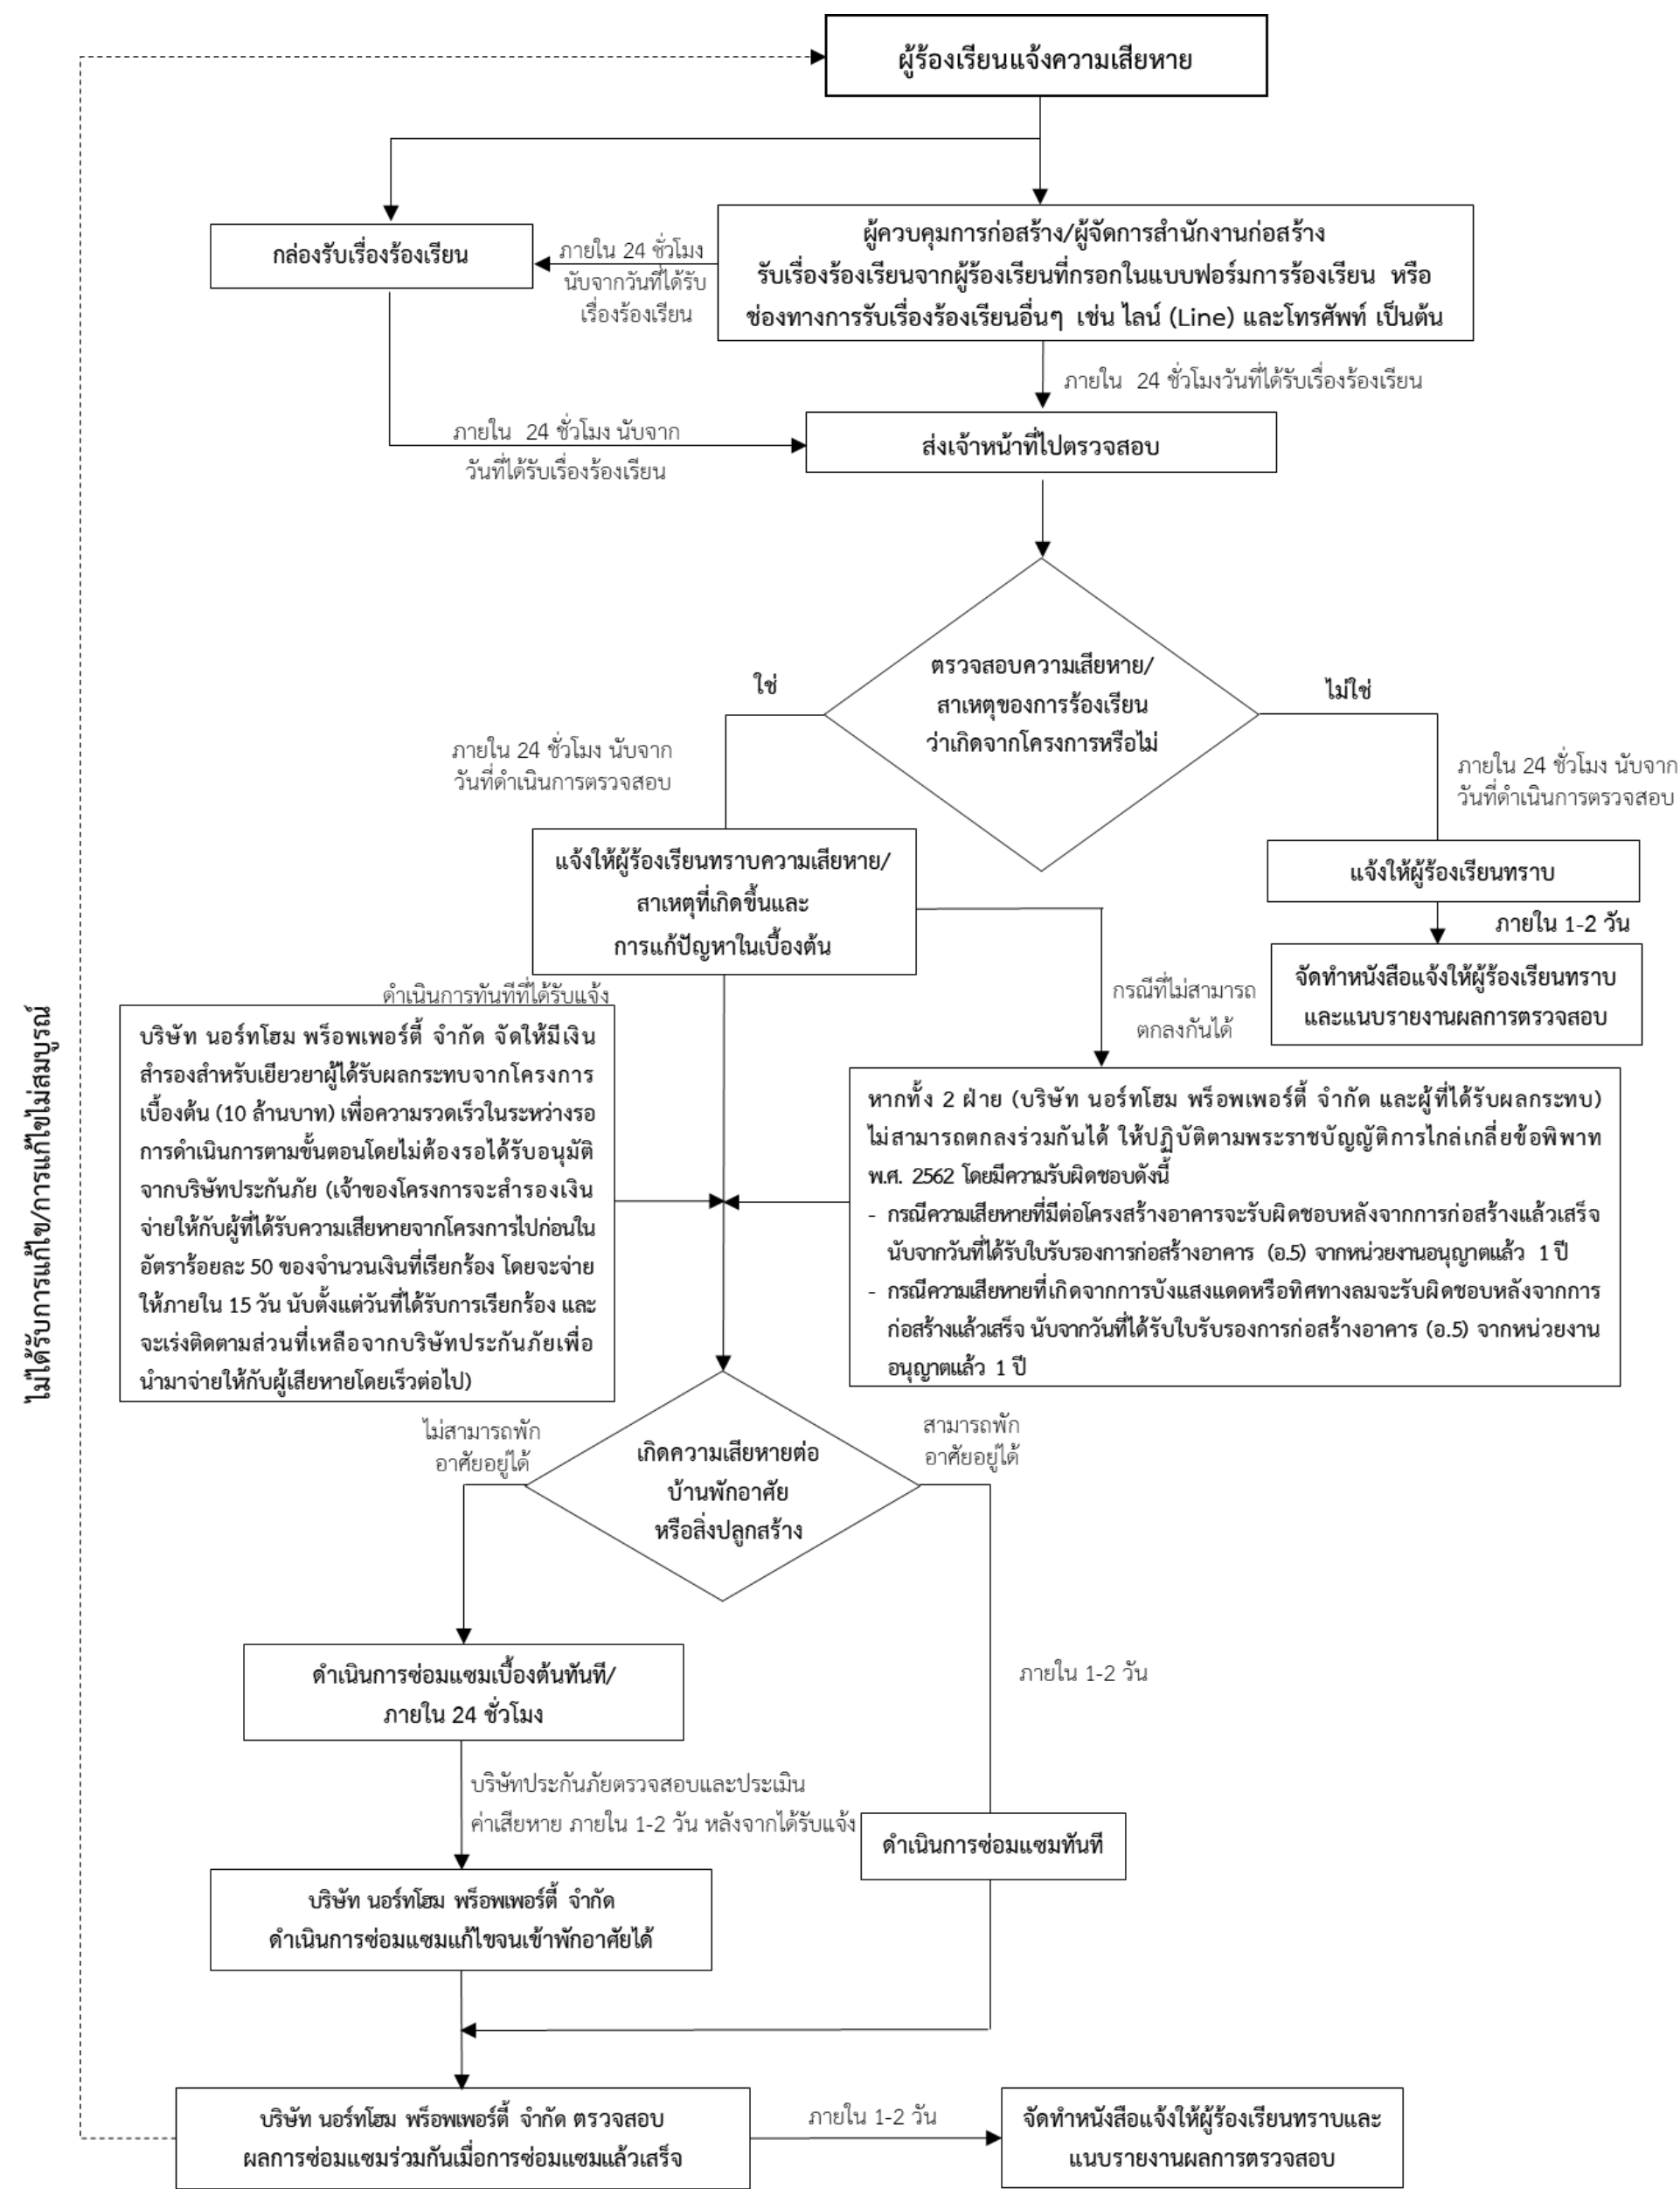 ผู้ร้องเรียนแจ้งความเสียหาย
กล่องรับเรื่องร้องเรียน
ภายใน 24 ชั่วโมง
นับจากวันที่ได้รับ
เรื่องร้องเรียน
ผู้ควบคุมการก่อสร้าง/ผู้จัดการสำนักงานก่อสร้าง
รับเรื่องร้องเรียนจากผู้ร้องเรียนที่กรอกในแบบฟอร์มการร้องเรียน หรือ
ช่องทางการรับเรื่องร้องเรียนอื่นๆ เช่น ไลน์ (Line) และโทรศัพท์ เป็นต้น
ภายใน 24 ชั่วโมงวันที่ได้รับเรื่องร้องเรียน
ภายใน 24 ชั่วโมง นับจาก
วันที่ได้รับเรื่องร้องเรียน
ส่งเจ้าหน้าที่ไปตรวจสอบ
ตรวจสอบความเสียหาย/
สาเหตุของการร้องเรียน
ว่าเกิดจากโครงการหรือไม่
ใช่
ไม่ใช่
ภายใน 24 ชั่วโมง นับจาก
วันที่ดำเนินการตรวจสอบ
ภายใน 24 ชั่วโมง นับจาก
วันที่ดำเนินการตรวจสอบ
แจ้งให้ผู้ร้องเรียนทราบความเสียหาย/
สาเหตุที่เกิดขึ้นและ
การแก้ปัญหาในเบื้องต้น
แจ้งให้ผู้ร้องเรียนทราบ
ภายใน 1-2 วัน
จัดทำหนังสือแจ้งให้ผู้ร้องเรียนทราบ
และแนบรายงานผลการตรวจสอบ
กรณีที่ไม่สามารถ
ตกลงกันได้
ดำเนินการทันทีที่ได้รับแจ้ง
บริษัท นอร์ทโฮม พร็อพเพอร์ตี้ จำกัด จัดให้มีเงิน
สำรองสำหรับเยียวยาผู้ได้รับผลกระทบจากโครงการ
เบื้องต้น (10 ล้านบาท) เพื่อความรวดเร็วในระหว่างรอ
การดำเนินการตามขั้นตอนโดยไม่ต้องรอได้รับอนุมัติ
จากบริษัทประกันภัย (เจ้าของโครงการจะสำรองเงิน
จ่ายให้กับผู้ที่ได้รับความเสียหายจากโครงการไปก่อนใน
อัตราร้อยละ 50 ของจำนวนเงินที่เรียกร้อง โดยจะจ่าย
ให้ภายใน 15 วัน นับตั้งแต่วันที่ได้รับการเรียกร้อง และ
จะเร่งติดตามส่วนที่เหลือจากบริษัทประกันภัยเพื่อ
นำมาจ่ายให้กับผู้เสียหายโดยเร็วต่อไป)
หากทั้ง 2 ฝ่าย (บริษัท นอร์ทโฮม พร็อพเพอร์ตี้ จำกัด และผู้ที่ได้รับผลกระทบ)
ไม่สามารถตกลงร่วมกันได้ ให้ปฏิบัติตามพระราชบัญญัติการไกล่เกลี่ยข้อพิพาท
พ.ศ. 2562 โดยมีความรับผิดชอบดังนี้
- กรณีความเสียหายที่มีต่อโครงสร้างอาคารจะรับผิดชอบหลังจากการก่อสร้างแล้วเสร็จ
นับจากวันที่ได้รับใบรับรองการก่อสร้างอาคาร (อ.5) จากหน่วยงานอนุญาตแล้ว 1 ปี
- กรณีความเสียหายที่เกิดจากการบังแสงแดดหรือทิศทางลมจะรับผิดชอบหลังจากการ
ก่อสร้างแล้วเสร็จ นับจากวันที่ได้รับใบรับรองการก่อสร้างอาคาร (อ.5) จากหน่วยงาน
อนุญาตแล้ว 1 ปี
ไม่ได้รับการแก้ไข/การแก้ไขไม่สมบูรณ์
ไม่สามารถพัก
อาศัยอยู่ได้
สามารถพัก
อาศัยอยู่ได้
เกิดความเสียหายต่อ
บ้านพักอาศัย
หรือสิ่งปลูกสร้าง
ดำเนินการซ่อมแซมเบื้องต้นทันที/
ภายใน 24 ชั่วโมง
ภายใน 1-2 วัน
บริษัทประกันภัยตรวจสอบและประเมิน
ค่าเสียหาย ภายใน 1-2 วัน หลังจากได้รับแจ้ง
ดำเนินการซ่อมแซมทันที
บริษัท นอร์ทโฮม พร็อพเพอร์ตี้ จำกัด
ดำเนินการซ่อมแซมแก้ไขจนเข้าพักอาศัยได้
บริษัท นอร์ทโฮม พร็อพเพอร์ตี้ จำกัด ตรวจสอบ
ผลการซ่อมแซมร่วมกันเมื่อการซ่อมแซมแล้วเสร็จ
ภายใน 1-2 วัน
จัดทำหนังสือแจ้งให้ผู้ร้องเรียนทราบและ
แนบรายงานผลการตรวจสอบ